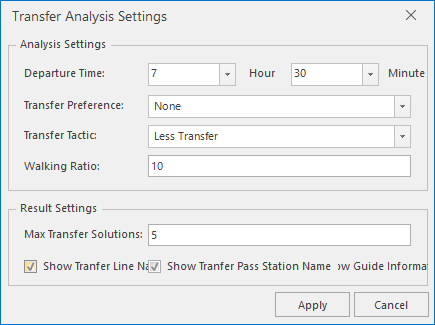 Transfer Analysis Settings
Analysis Settings
Departure Time: 7 Hour 30 Minute
Transfer Preference: None
Transfer Tactic: Less Transfer
Walking Ratio: 10
Result Settings
Max Transfer Solutions: 5
Show Tranfer Line Na Show Tranfer Pass Station Name ow Guide Informat
Apply Cancel